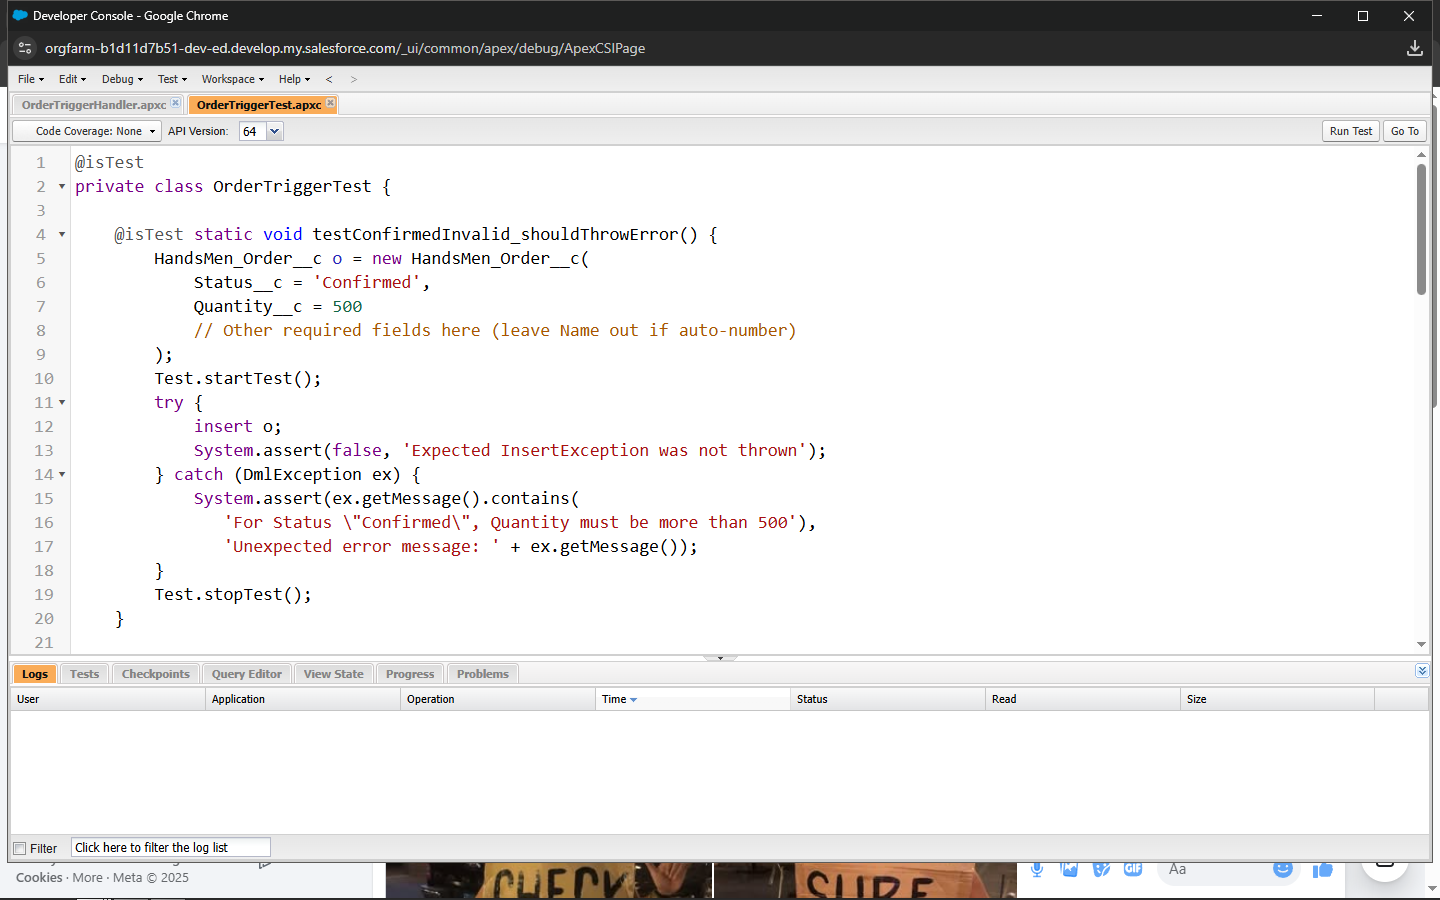 Developer Console - Google Chrome
orgfarm-b1d11d7b51-dev-ed.develop.my.salesforce.com/_ui/common/apex/debug/ApexCSIPage
File Edit Debug Test Workspace Help < >
OrderTriggerHandler.apxc OrderTriggerTest.apxc
Code Coverage: None API Version: 64 Run Test Go To
1 @isTest
2 private class OrderTriggerTest {
3
4 @isTest static void testConfirmedInvalid_shouldThrowError() {
5 HandsMen_Order__c o = new HandsMen_Order__c(
6 Status__c = 'Confirmed',
7 Quantity__c = 500
8 // Other required fields here (leave Name out if auto-number)
9 );
10 Test.startTest();
11 try {
12 insert o;
13 System.assert(false, 'Expected InsertException was not thrown');
14 } catch (DmlException ex) {
15 System.assert(ex.getMessage().contains(
16 'For Status \"Confirmed\", Quantity must be more than 500'),
17 'Unexpected error message: ' + ex.getMessage());
18 }
19 Test.stopTest();
20 }
21
Logs Tests Checkpoints Query Editor View State Progress Problems
User Application Operation Time Status Read Size
Filter Click here to filter the log list
Cookies · More · Meta © 2025
CHECK
SURE
GIF
Aa